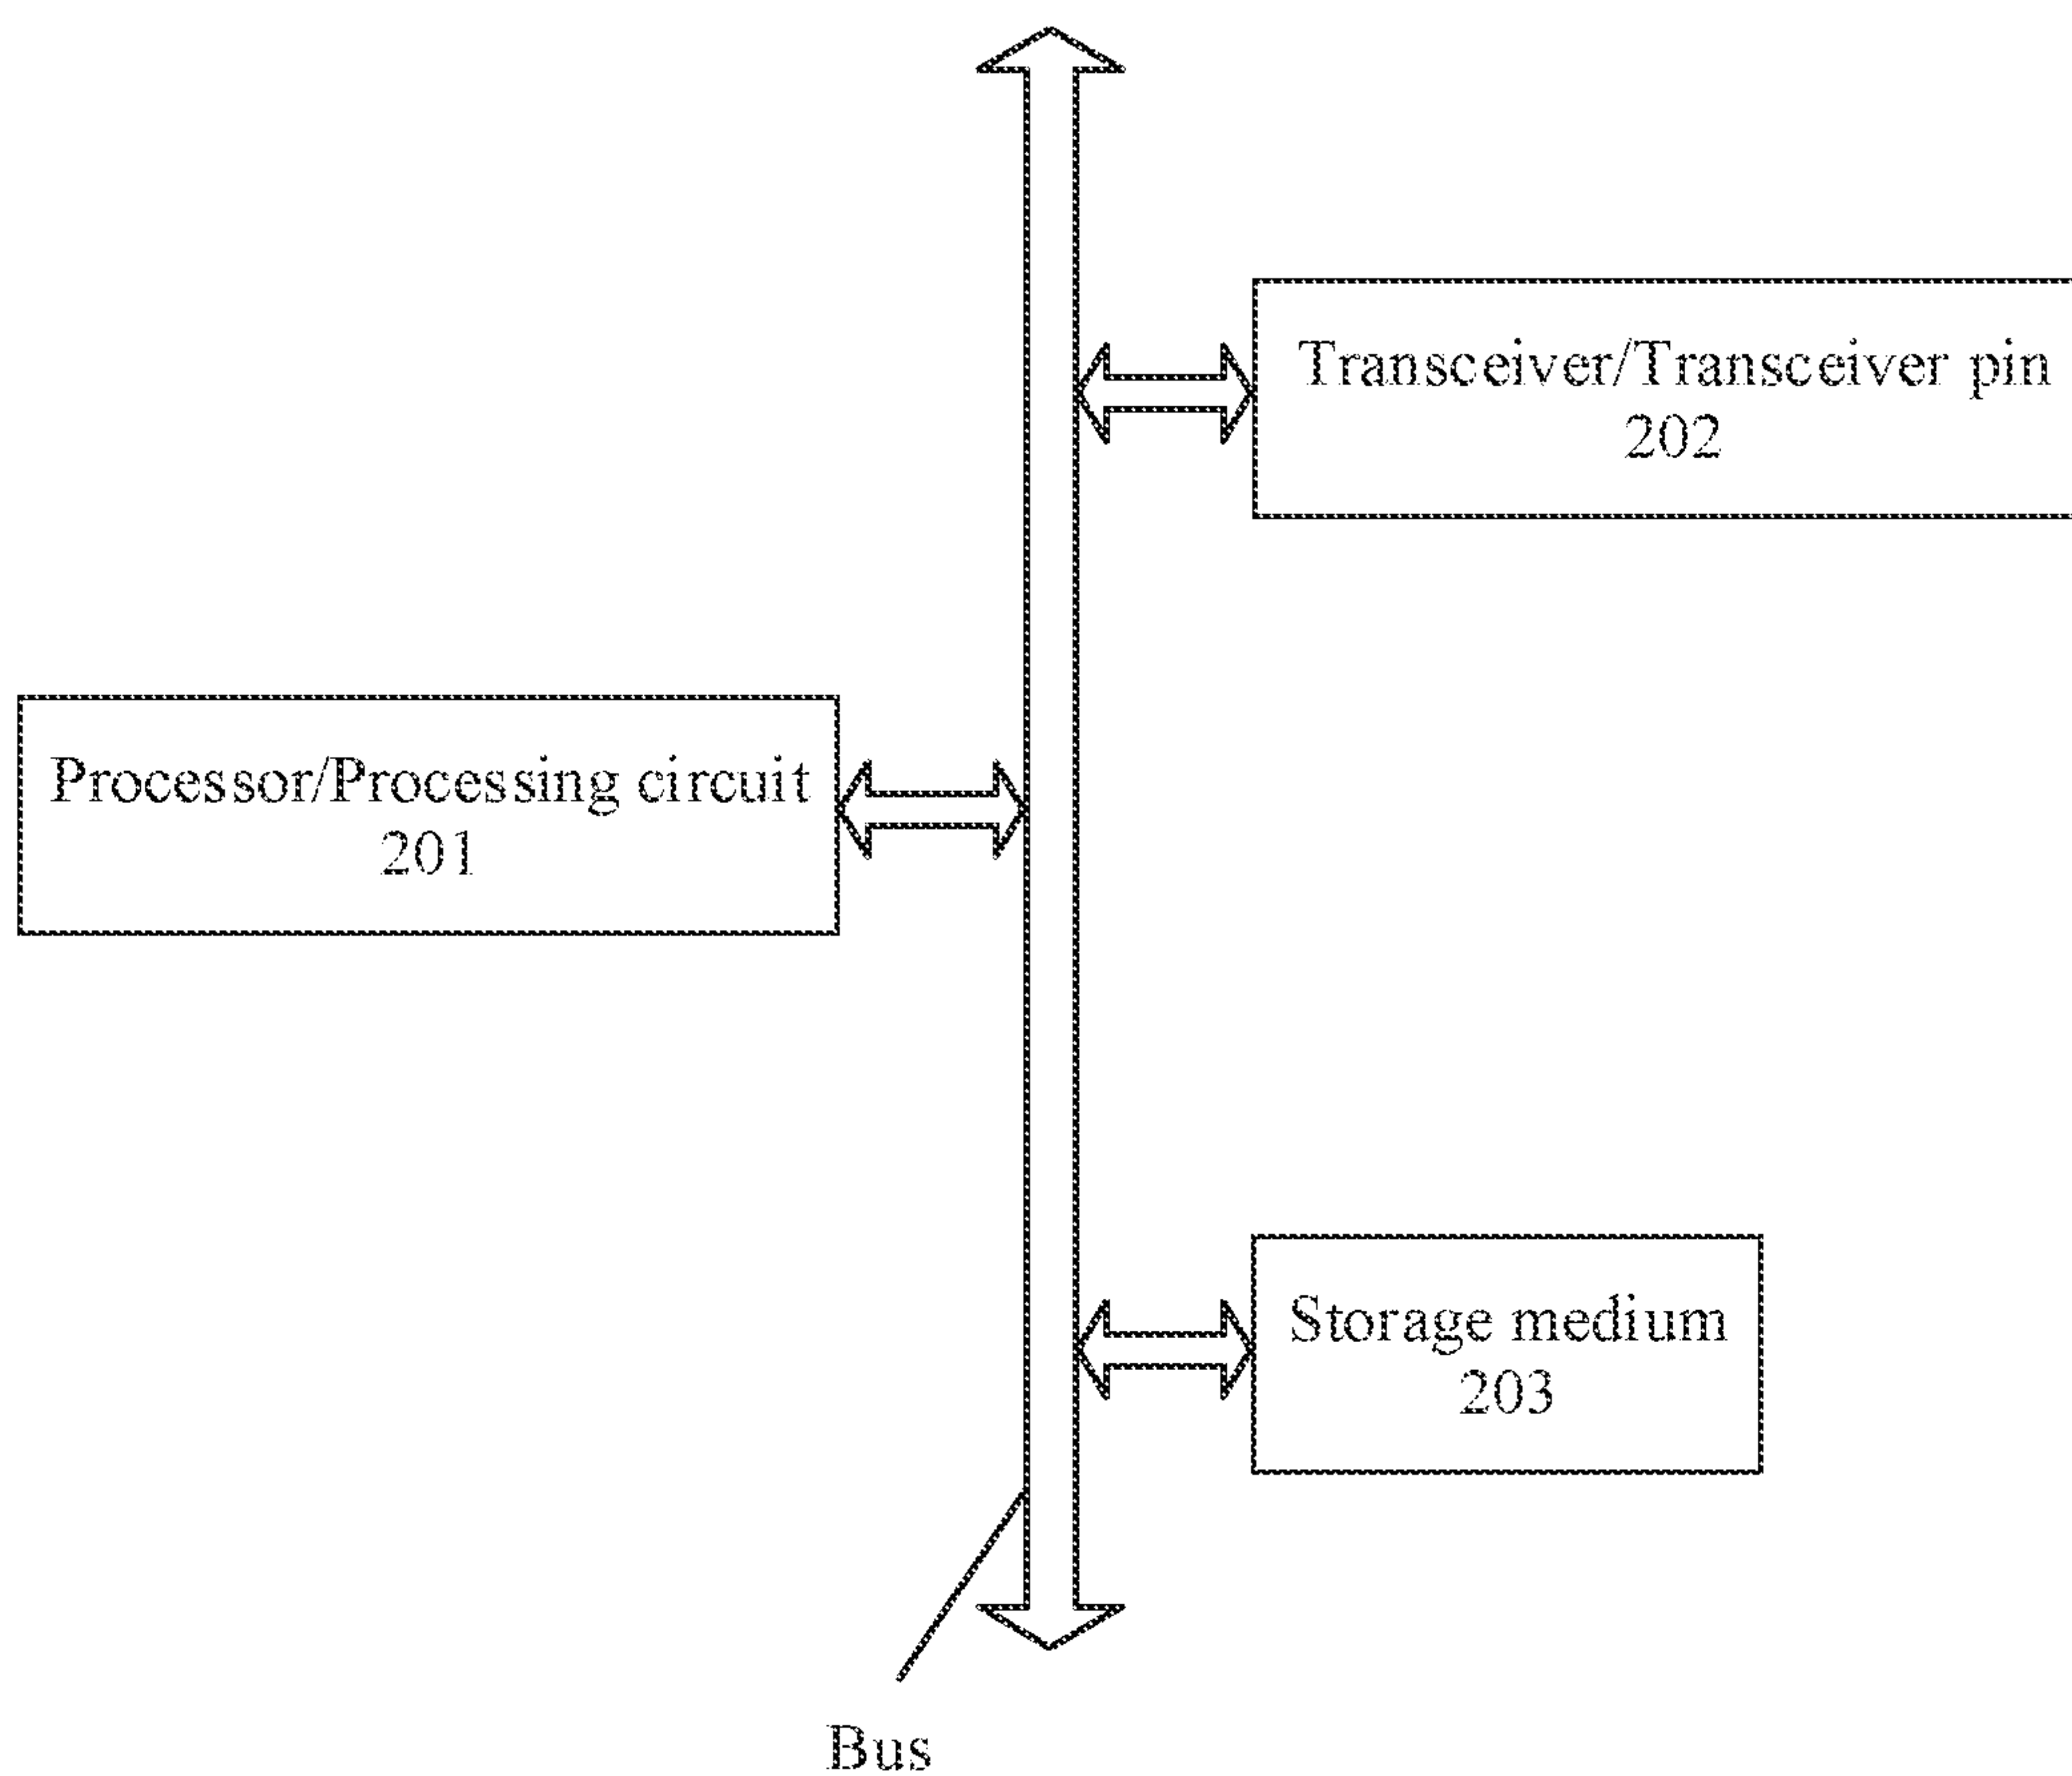 Transceiver/Transceiver pin
202
Processor/Processing circuit
201
Storage medium
203
Bus